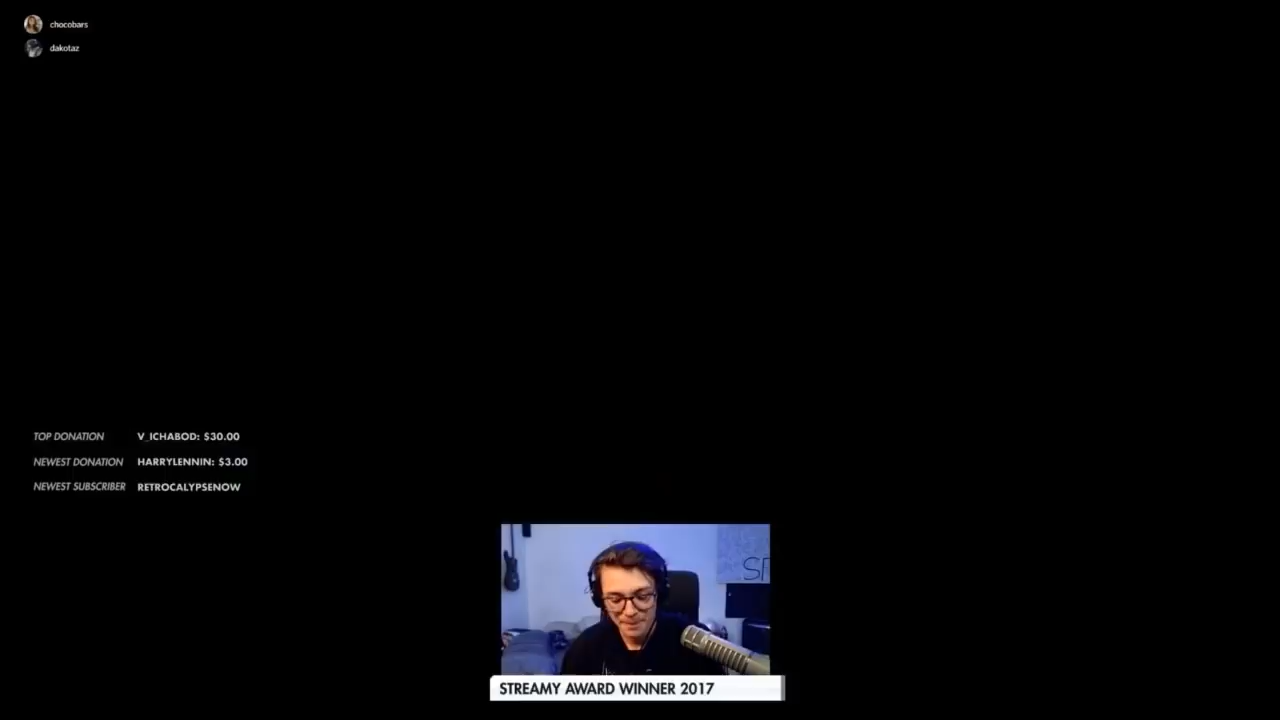 chocobars
dakotaz
TOP DONATION V_ICHABOD: $30.00
NEWEST DONATION HARRYLENNIN: $3.00
NEWEST SUBSCRIBER RETROCALYPSENOW
SF
STREAMY AWARD WINNER 2017